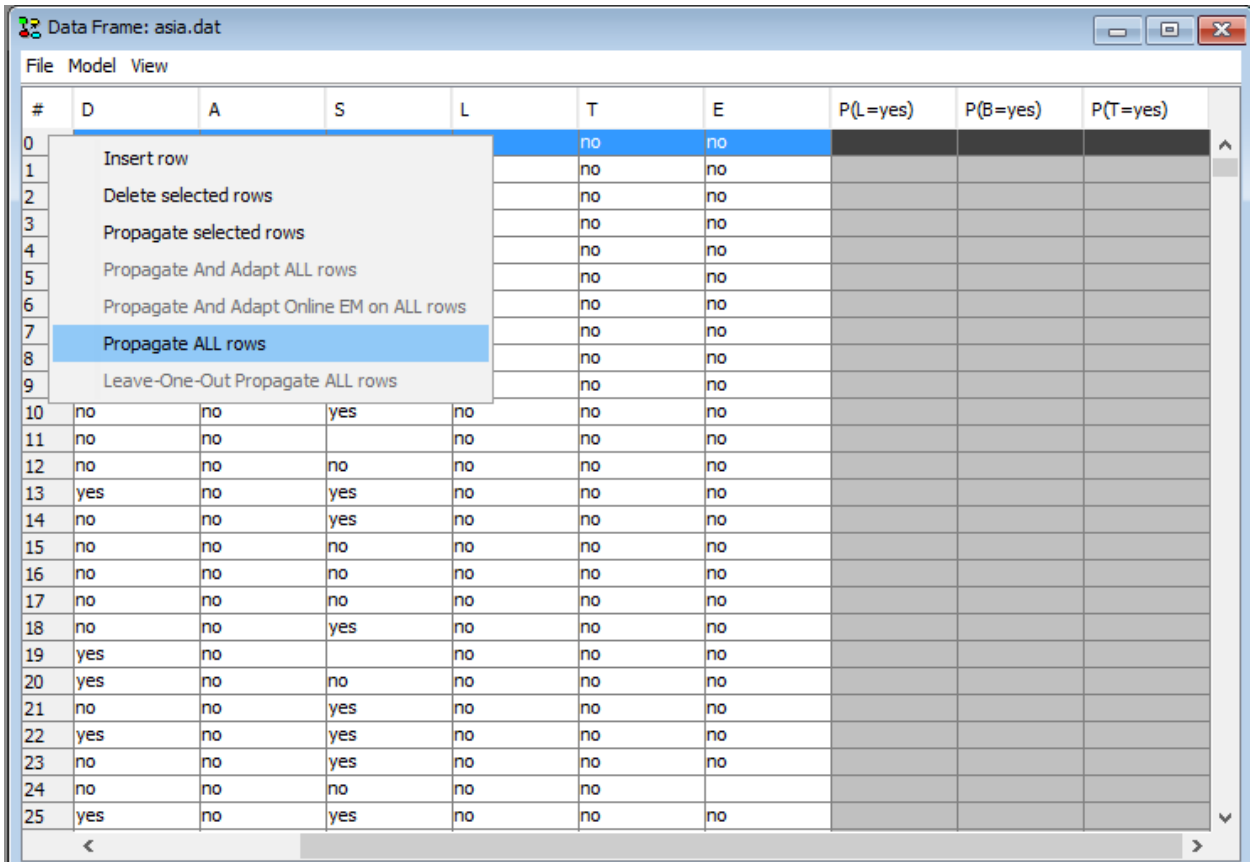 Data Frame: asia.dat
File Model View
# D A S L T E P(L=yes) P(B=yes) P(T=yes)
0 no no
1 no no
2 no no
3 no no
4 no no
5 no no
6 no no
7 no no
8 no no
9 no no
Insert row
Delete selected rows
Propagate selected rows
Propagate And Adapt ALL rows
Propagate And Adapt Online EM on ALL rows
Propagate ALL rows
Leave-One-Out Propagate ALL rows
10 no no yes no no no
11 no no no no no
12 no no no no no no
13 yes no yes no no no
14 no no yes no no no
15 no no no no no no
16 no no no no no no
17 no no no no no no
18 no no yes no no no
19 yes no no no no
20 yes no no no no no
21 no no yes no no no
22 yes no yes no no no
23 no no yes no no no
24 no no no no no
25 yes no yes no no no